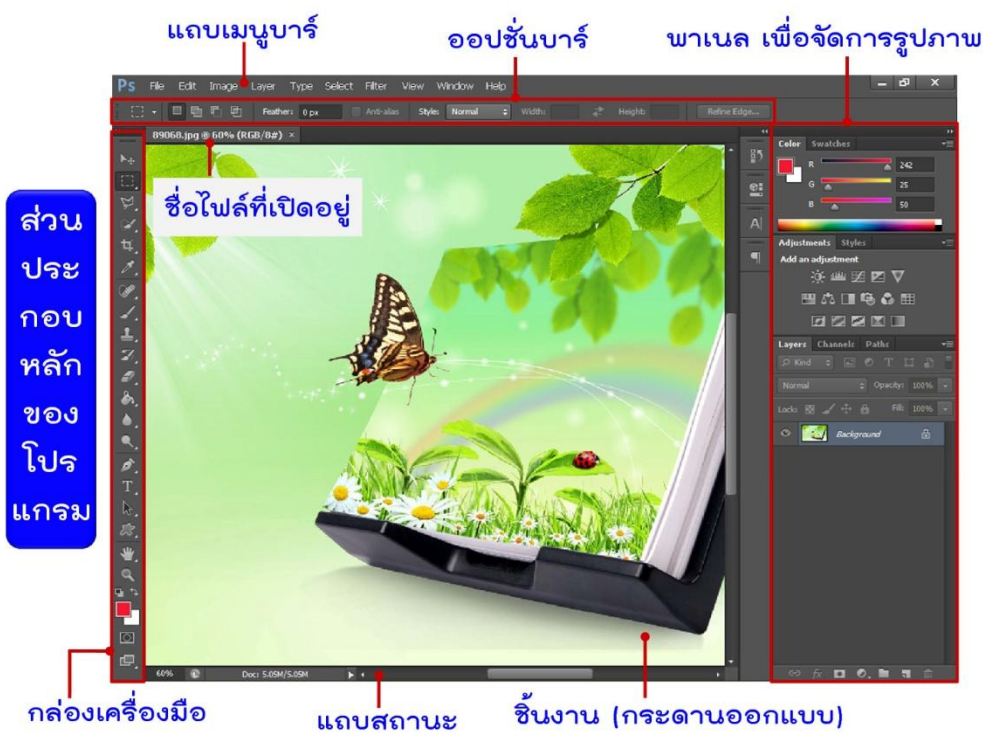 แถบเมนูบาร์
ออปชั่นบาร์
พาเนล เพื่อจัดการรูปภาพ
Ps File Edit Image Layer Type Select Filter View Window Help
Feather: 0 px Anti-alias Style: Normal Width: Height: Refine Edge...
89068.jpg @ 60% (RGB/8#) ×
ชื่อไฟล์ที่เปิดอยู่
ส่วน
ประ
กอบ
หลัก
ของ
โปร
แกรม
Color Swatches
R 242
G 25
B 50
Adjustments Styles
Add an adjustment
Layers Channels Paths
Kind
Normal Opacity: 100%
Lock: Fill: 100%
Background
60% Doc: 5.05M/5.05M
กล่องเครื่องมือ
แถบสถานะ
ชิ้นงาน (กระดานออกแบบ)